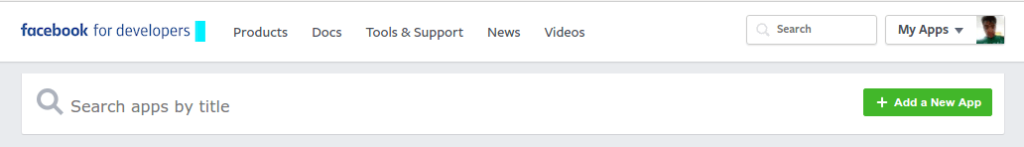 facebook for developers Products Docs Tools & Support News Videos Search My Apps
Search apps by title + Add a New App